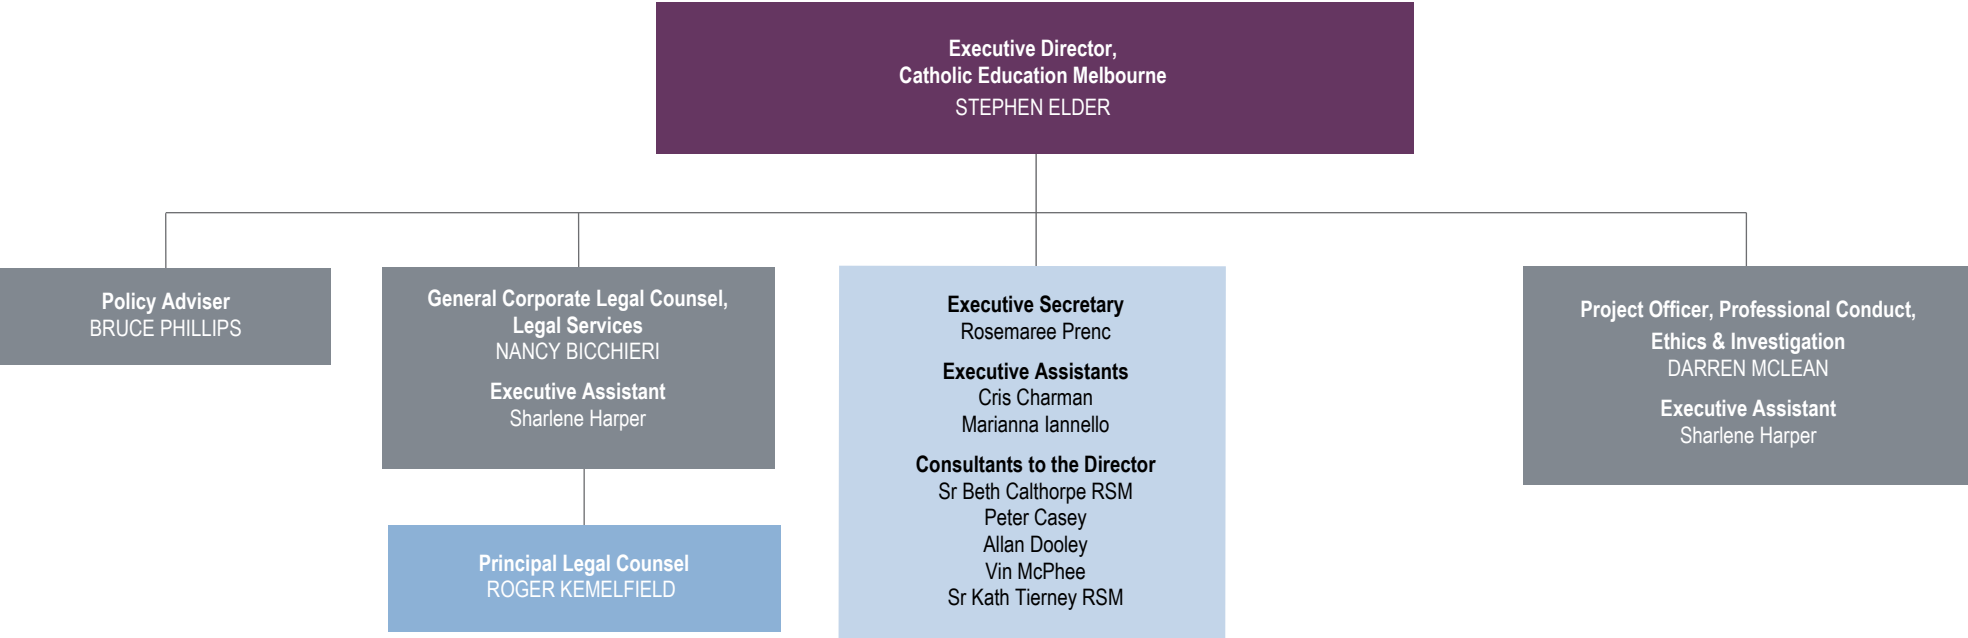 Executive Director,
Catholic Education Melbourne
STEPHEN ELDER
Policy Adviser
BRUCE PHILLIPS
General Corporate Legal Counsel,
Legal Services
NANCY BICCHIERI
Executive Assistant
Sharlene Harper
Principal Legal Counsel
ROGER KEMELFIELD
Executive Secretary
Rosemaree Prenc
Executive Assistants
Cris Charman
Marianna Iannello
Consultants to the Director
Sr Beth Calthorpe RSM
Peter Casey
Allan Dooley
Vin McPhee
Sr Kath Tierney RSM
Project Officer, Professional Conduct,
Ethics & Investigation
DARREN MCLEAN
Executive Assistant
Sharlene Harper